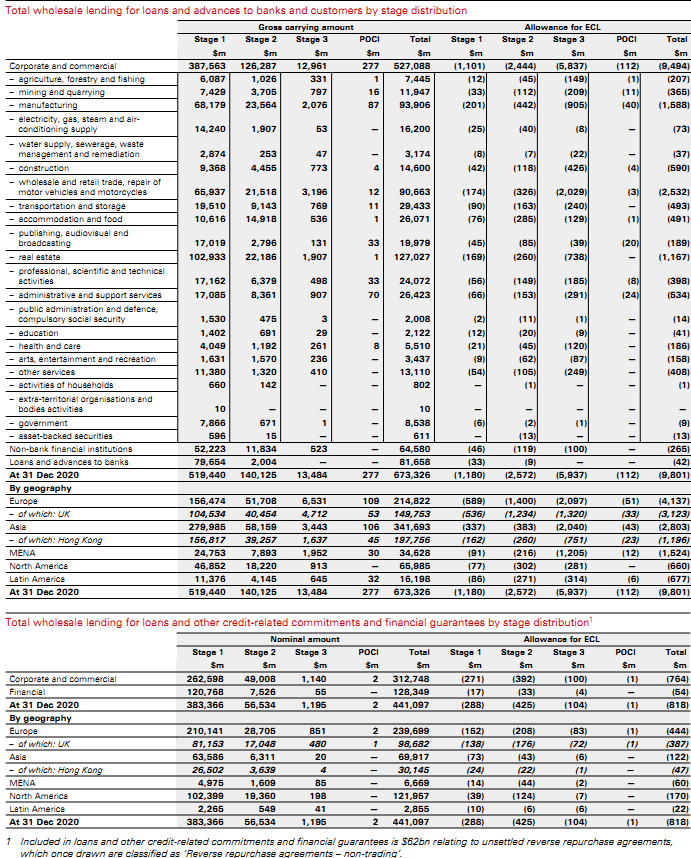 Total wholesale lending for loans and advances to banks and customers by stage distribution
Gross carrying amount Allowance for ECL
Stage 1 Stage 2 Stage 3 POCI Total Stage 1 Stage 2 Stage 3 POCI Total
$m $m $m $m $m $m $m $m $m $m
Corporate and commercial 387,563 126,287 12,961 277 527,088 (1,101) (2,444) (5,837) (112) (9,494)
– agriculture, forestry and fishing 6,087 1,026 331 1 7,445 (12) (45) (149) (1) (207)
– mining and quarrying 7,429 3,705 797 16 11,947 (33) (112) (209) (11) (365)
– manufacturing 68,179 23,564 2,076 87 93,906 (201) (442) (905) (40) (1,588)
– electricity, gas, steam and air-
conditioning supply 14,240 1,907 53 — 16,200 (25) (40) (8) — (73)
– water supply, sewerage, waste
management and remediation 2,874 253 47 — 3,174 (8) (7) (22) — (37)
– construction 9,368 4,455 773 4 14,600 (42) (118) (426) (4) (590)
– wholesale and retail trade, repair of
motor vehicles and motorcycles 65,937 21,518 3,196 12 90,663 (174) (326) (2,029) (3) (2,532)
– transportation and storage 19,510 9,143 769 11 29,433 (90) (163) (240) — (493)
– accommodation and food 10,616 14,918 536 1 26,071 (76) (285) (129) (1) (491)
– publishing, audiovisual and
broadcasting 17,019 2,796 131 33 19,979 (45) (85) (39) (20) (189)
– real estate 102,933 22,186 1,907 1 127,027 (169) (260) (738) — (1,167)
– professional, scientific and technical
activities 17,162 6,379 498 33 24,072 (56) (149) (185) (8) (398)
– administrative and support services 17,085 8,361 907 70 26,423 (66) (153) (291) (24) (534)
– public administration and defence,
compulsory social security 1,530 475 3 — 2,008 (2) (11) (1) — (14)
– education 1,402 691 29 — 2,122 (12) (20) (9) — (41)
– health and care 4,049 1,192 261 8 5,510 (21) (45) (120) — (186)
– arts, entertainment and recreation 1,631 1,570 236 — 3,437 (9) (62) (87) — (158)
– other services 11,380 1,320 410 — 13,110 (54) (105) (249) — (408)
– activities of households 660 142 — — 802 — (1) — — (1)
– extra-territorial organisations and
bodies activities 10 — — — 10 — — — — —
– government 7,866 671 1 — 8,538 (6) (2) (1) — (9)
– asset-backed securities 596 15 — — 611 — (13) — — (13)
Non-bank financial institutions 52,223 11,834 523 — 64,580 (46) (119) (100) — (265)
Loans and advances to banks 79,654 2,004 — — 81,658 (33) (9) — — (42)
At 31 Dec 2020 519,440 140,125 13,484 277 673,326 (1,180) (2,572) (5,937) (112) (9,801)
By geography
Europe 156,474 51,708 6,531 109 214,822 (589) (1,400) (2,097) (51) (4,137)
– of which: UK 104,534 40,454 4,712 53 149,753 (536) (1,234) (1,320) (33) (3,123)
Asia 279,985 58,159 3,443 106 341,693 (337) (383) (2,040) (43) (2,803)
– of which: Hong Kong 156,817 39,257 1,637 45 197,756 (162) (260) (751) (23) (1,196)
MENA 24,753 7,893 1,952 30 34,628 (91) (216) (1,205) (12) (1,524)
North America 46,852 18,220 913 — 65,985 (77) (302) (281) — (660)
Latin America 11,376 4,145 645 32 16,198 (86) (271) (314) (6) (677)
At 31 Dec 2020 519,440 140,125 13,484 277 673,326 (1,180) (2,572) (5,937) (112) (9,801)
Total wholesale lending for loans and other credit-related commitments and financial guarantees by stage distribution1
Nominal amount Allowance for ECL
Stage 1 Stage 2 Stage 3 POCI Total Stage 1 Stage 2 Stage 3 POCI Total
$m $m $m $m $m $m $m $m $m $m
Corporate and commercial 262,598 49,008 1,140 2 312,748 (271) (392) (100) (1) (764)
Financial 120,768 7,526 55 — 128,349 (17) (33) (4) — (54)
At 31 Dec 2020 383,366 56,534 1,195 2 441,097 (288) (425) (104) (1) (818)
By geography
Europe 210,141 28,705 851 2 239,699 (152) (208) (83) (1) (444)
– of which: UK 81,153 17,048 480 1 98,682 (138) (176) (72) (1) (387)
Asia 63,586 6,311 20 — 69,917 (73) (43) (6) — (122)
– of which: Hong Kong 26,502 3,639 4 — 30,145 (24) (22) (1) — (47)
MENA 4,975 1,609 85 — 6,669 (14) (44) (2) — (60)
North America 102,399 19,360 198 — 121,957 (39) (124) (7) — (170)
Latin America 2,265 549 41 — 2,855 (10) (6) (6) — (22)
At 31 Dec 2020 383,366 56,534 1,195 2 441,097 (288) (425) (104) (1) (818)
1 Included in loans and other credit-related commitments and financial guarantees is $62bn relating to unsettled reverse repurchase agreements,
which once drawn are classified as 'Reverse repurchase agreements – non-trading'.